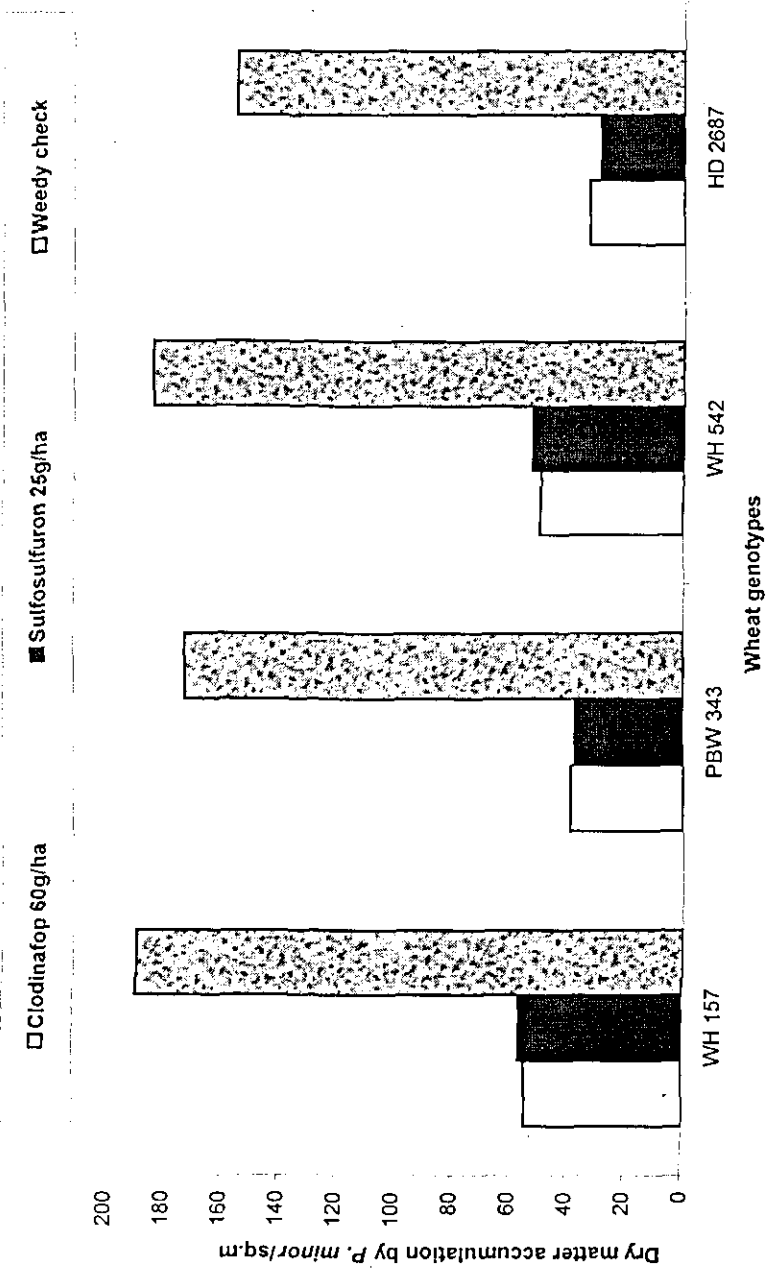 □Clodinafop 60g/ha
■Sulfosulfuron 25g/ha
□Weedy check
Dry matter accumulation by P. minor/sq.m
200
180
160
140
120
100
80
60
40
20
0
WH 157
PBW 343
WH 542
HD 2687
Wheat genotypes